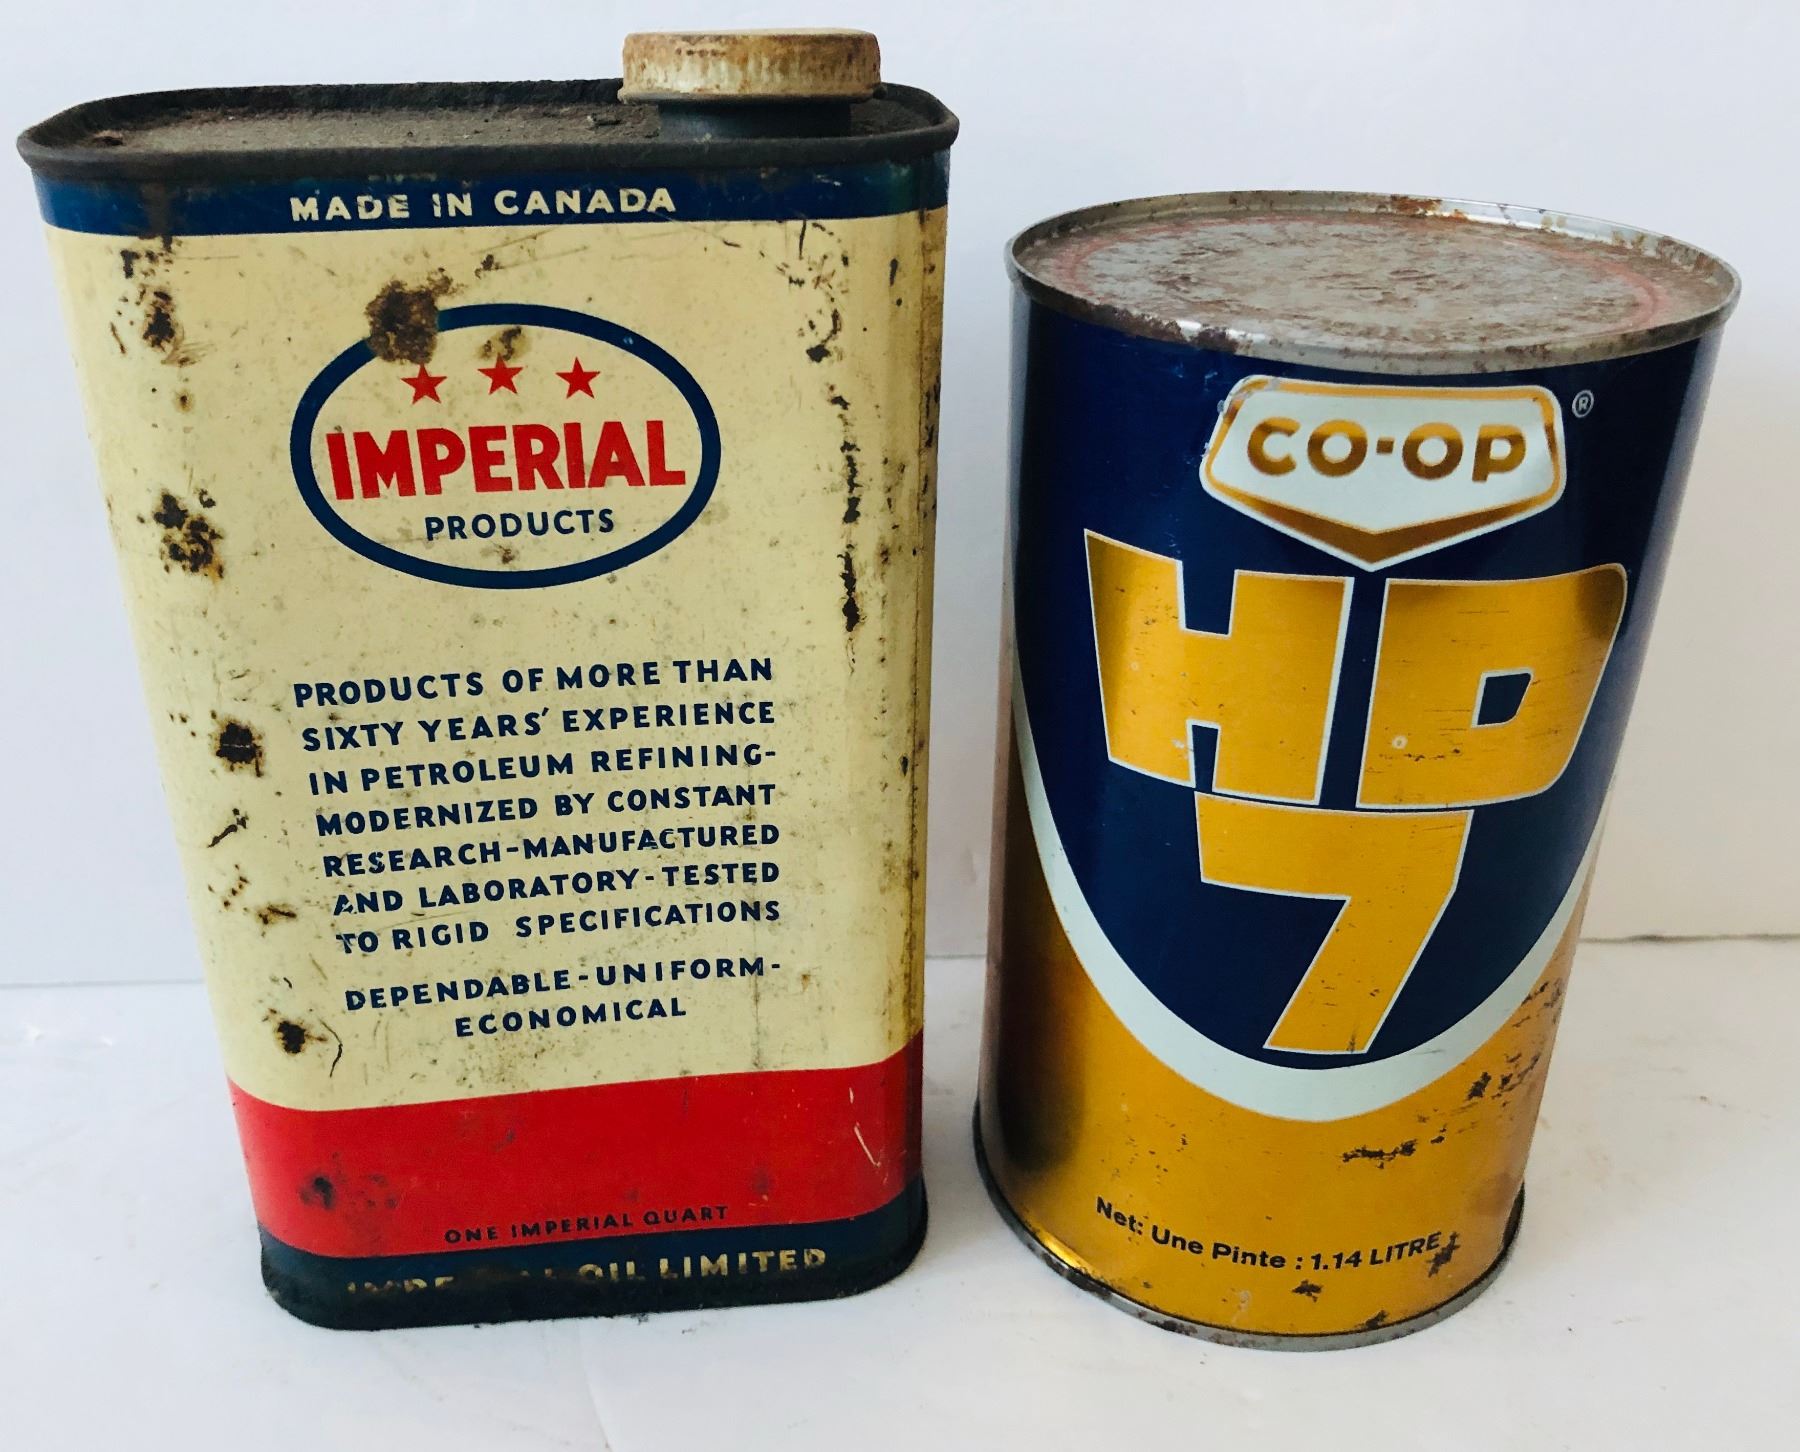 MADE IN CANADA
IMPERIAL
PRODUCTS
PRODUCTS OF MORE THAN
SIXTY YEARS' EXPERIENCE
IN PETROLEUM REFINING-
MODERNIZED BY CONSTANT
RESEARCH-MANUFACTURED
AND LABORATORY-TESTED
TO RIGID SPECIFICATIONS
DEPENDABLE-UNIFORM-
ECONOMICAL
ONE IMPERIAL QUART
OIL LIMITED
CO-OP ®
HD
7
Net: Une Pinte : 1.14 LITRE